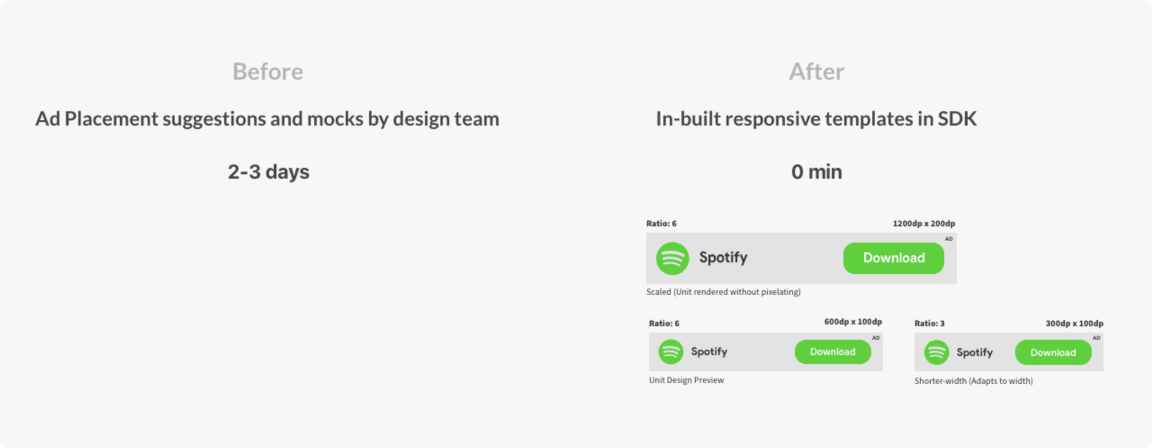 Before
Ad Placement suggestions and mocks by design team
2-3 days
After
In-built responsive templates in SDK
0 min
Ratio: 6
1200dp x 200dp
AD
Spotify
Download
Scaled (Unit rendered without pixelating)
Ratio: 6
600dp x 100dp
AD
Spotify
Download
Unit Design Preview
Ratio: 3
300dp x 100dp
AD
Spotify
Download
Shorter-width (Adapts to width)